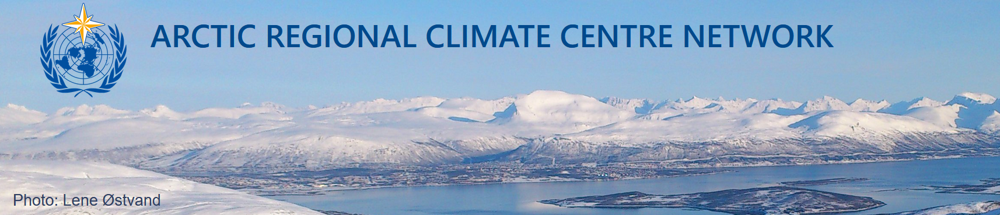 ARCTIC REGIONAL CLIMATE CENTRE NETWORK
Photo: Lene Østvand